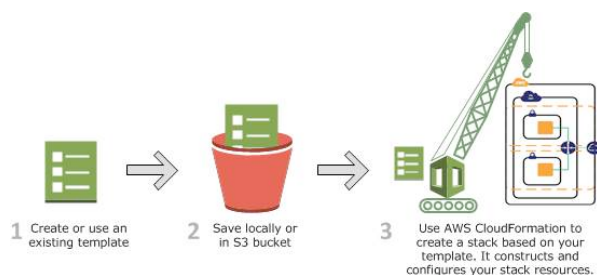 1 Create or use an
existing template
2 Save locally or
in S3 bucket
3 Use AWS CloudFormation to
create a stack based on your
template. It constructs and
configures your stack resources.